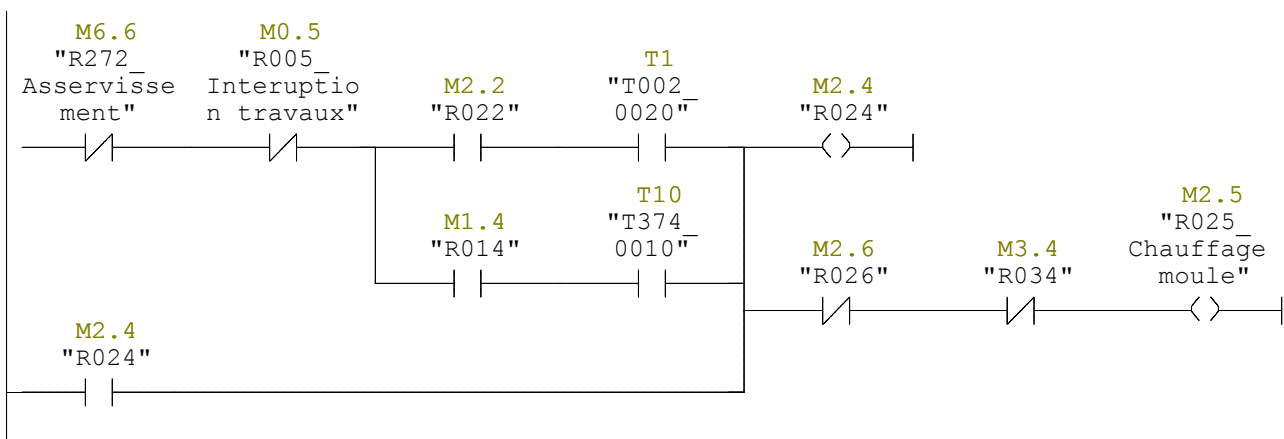 M6.6
"R272_
Asservisse
ment"
M0.5
"R005_
Interuptio
n travaux"
M2.2
"R022"
T1
"T002_
0020"
M2.4
"R024"
M1.4
"R014"
T10
"T374_
0010"
M2.6
"R026"
M3.4
"R034"
M2.5
"R025_
Chauffage
moule"
M2.4
"R024"